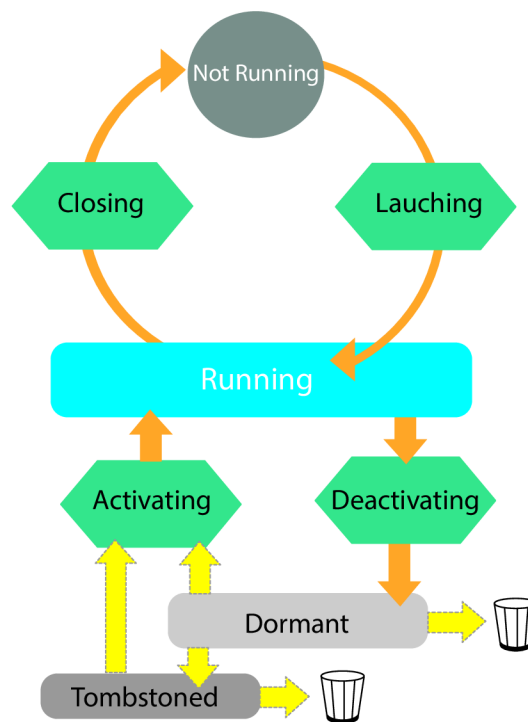 Not Running
Closing
Lauching
Running
Activating
Deactivating
Dormant
Tombstoned